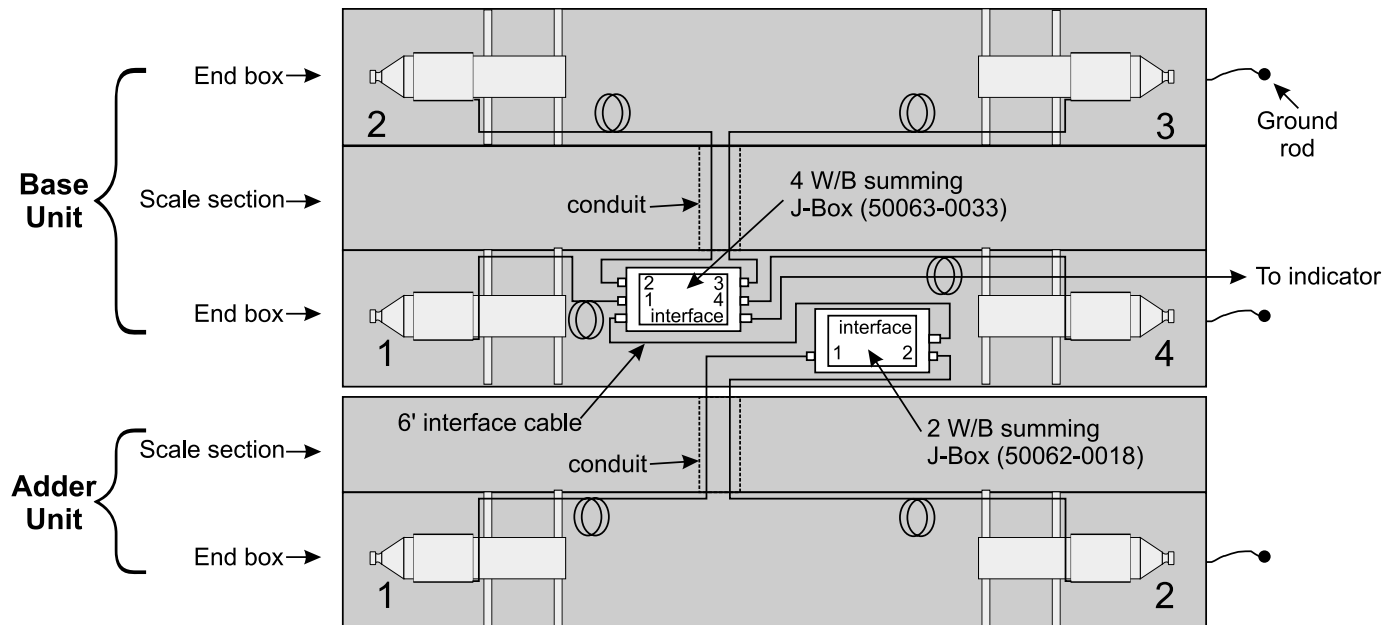 End box
2
3
Ground
rod
Base
Unit
Scale section
conduit
4 W/B summing
J-Box (50063-0033)
2 3
1 4
interface
To indicator
End box
1
4
interface
1 2
6' interface cable
2 W/B summing
J-Box (50062-0018)
Adder
Unit
Scale section
conduit
End box
1
2